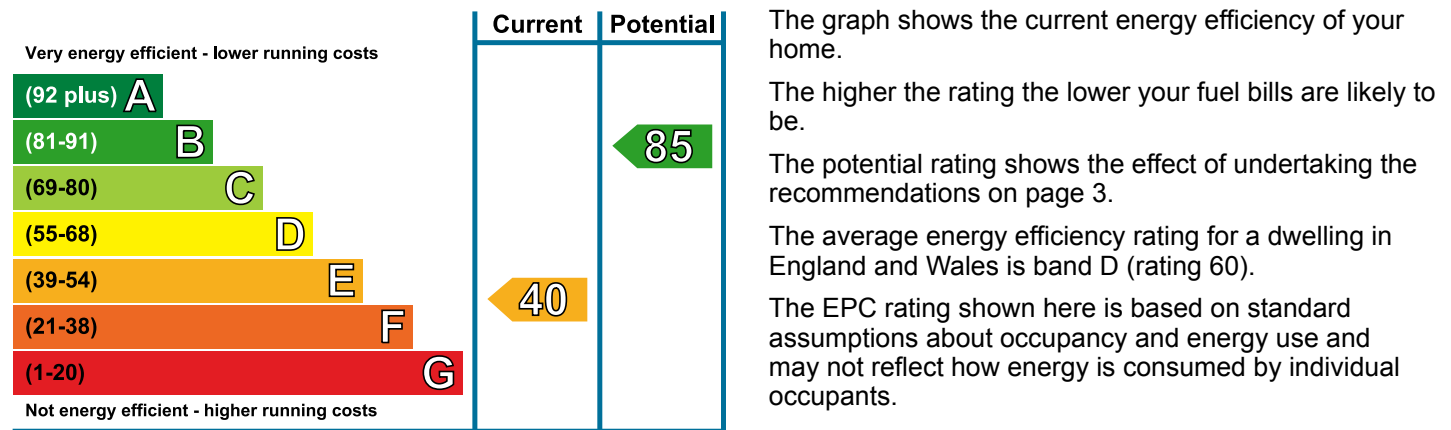 Current Potential
Very energy efficient - lower running costs
(92 plus) A
(81-91) B
85
(69-80) C
(55-68) D
(39-54) E
40
(21-38) F
(1-20) G
Not energy efficient - higher running costs
The graph shows the current energy efficiency of your
home.
The higher the rating the lower your fuel bills are likely to
be.
The potential rating shows the effect of undertaking the
recommendations on page 3.
The average energy efficiency rating for a dwelling in
England and Wales is band D (rating 60).
The EPC rating shown here is based on standard
assumptions about occupancy and energy use and
may not reflect how energy is consumed by individual
occupants.